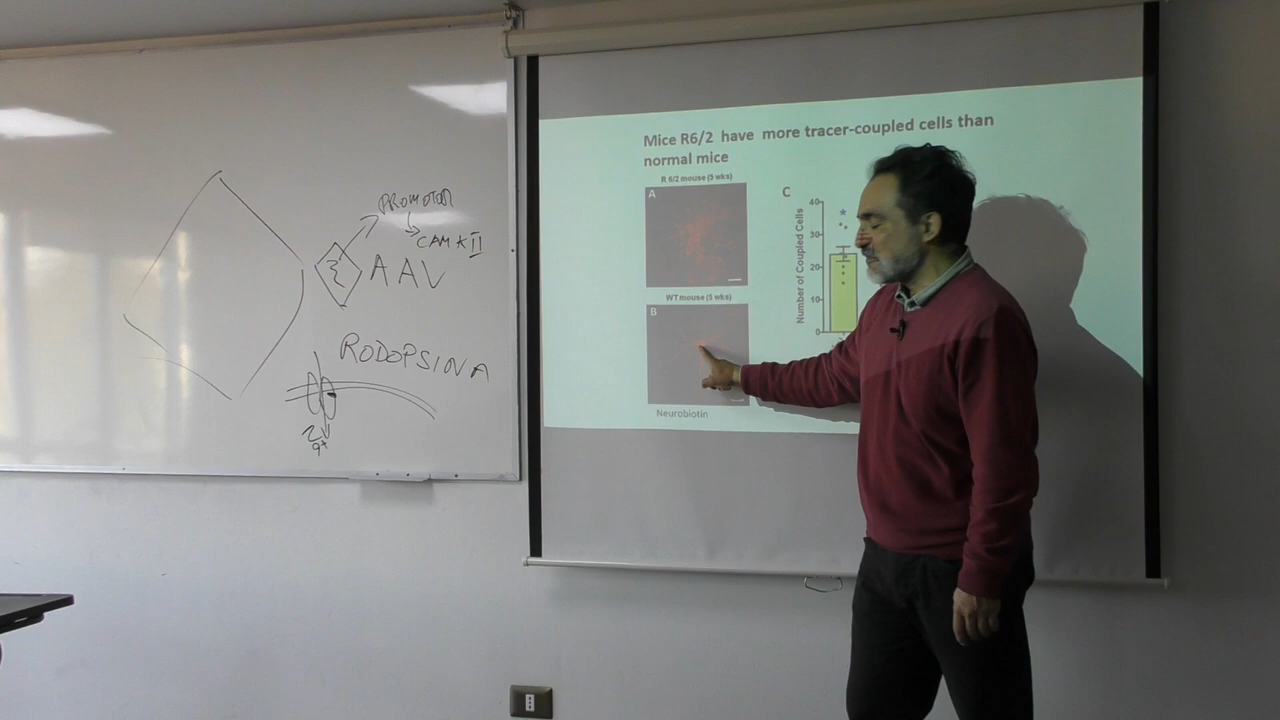 PROMOTOR
CAMKII
AAV
RODOPSINA
Mice R6/2 have more tracer-coupled cells than
normal mice
R 6/2 mouse (5 wks)
A
WT mouse (5 wks)
B
Neurobiotin
C
Number of Coupled Cells
40
30
20
10
0